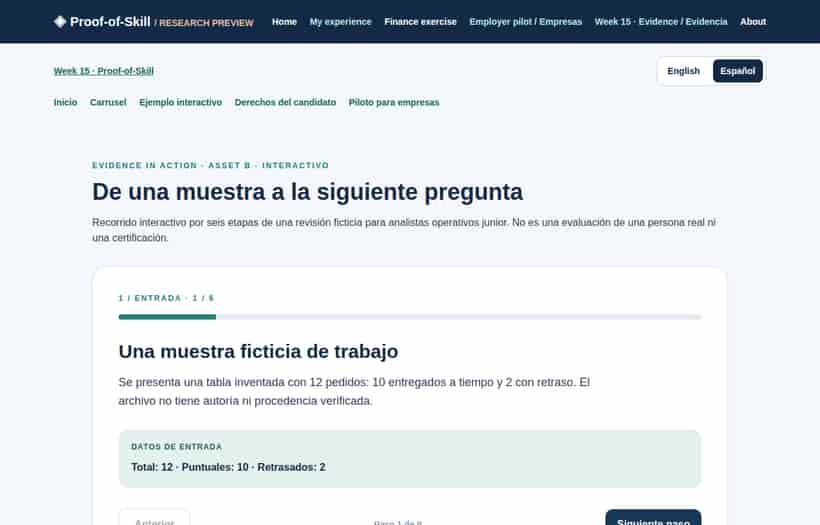 Proof-of-Skill / RESEARCH PREVIEW Home My experience Finance exercise Employer pilot / Empresas Week 15 · Evidence / Evidencia About
Week 15 · Proof-of-Skill English Español
Inicio Carrusel Ejemplo interactivo Derechos del candidato Piloto para empresas
EVIDENCE IN ACTION · ASSET B · INTERACTIVO
De una muestra a la siguiente pregunta
Recorrido interactivo por seis etapas de una revisión ficticia para analistas operativos junior. No es una evaluación de una persona real ni
una certificación.
1 / ENTRADA · 1 / 6
Una muestra ficticia de trabajo
Se presenta una tabla inventada con 12 pedidos: 10 entregados a tiempo y 2 con retraso. El
archivo no tiene autoría ni procedencia verificada.
DATOS DE ENTRADA
Total: 12 · Puntuales: 10 · Retrasados: 2
Anterior Paso 1 de 6 Siguiente paso